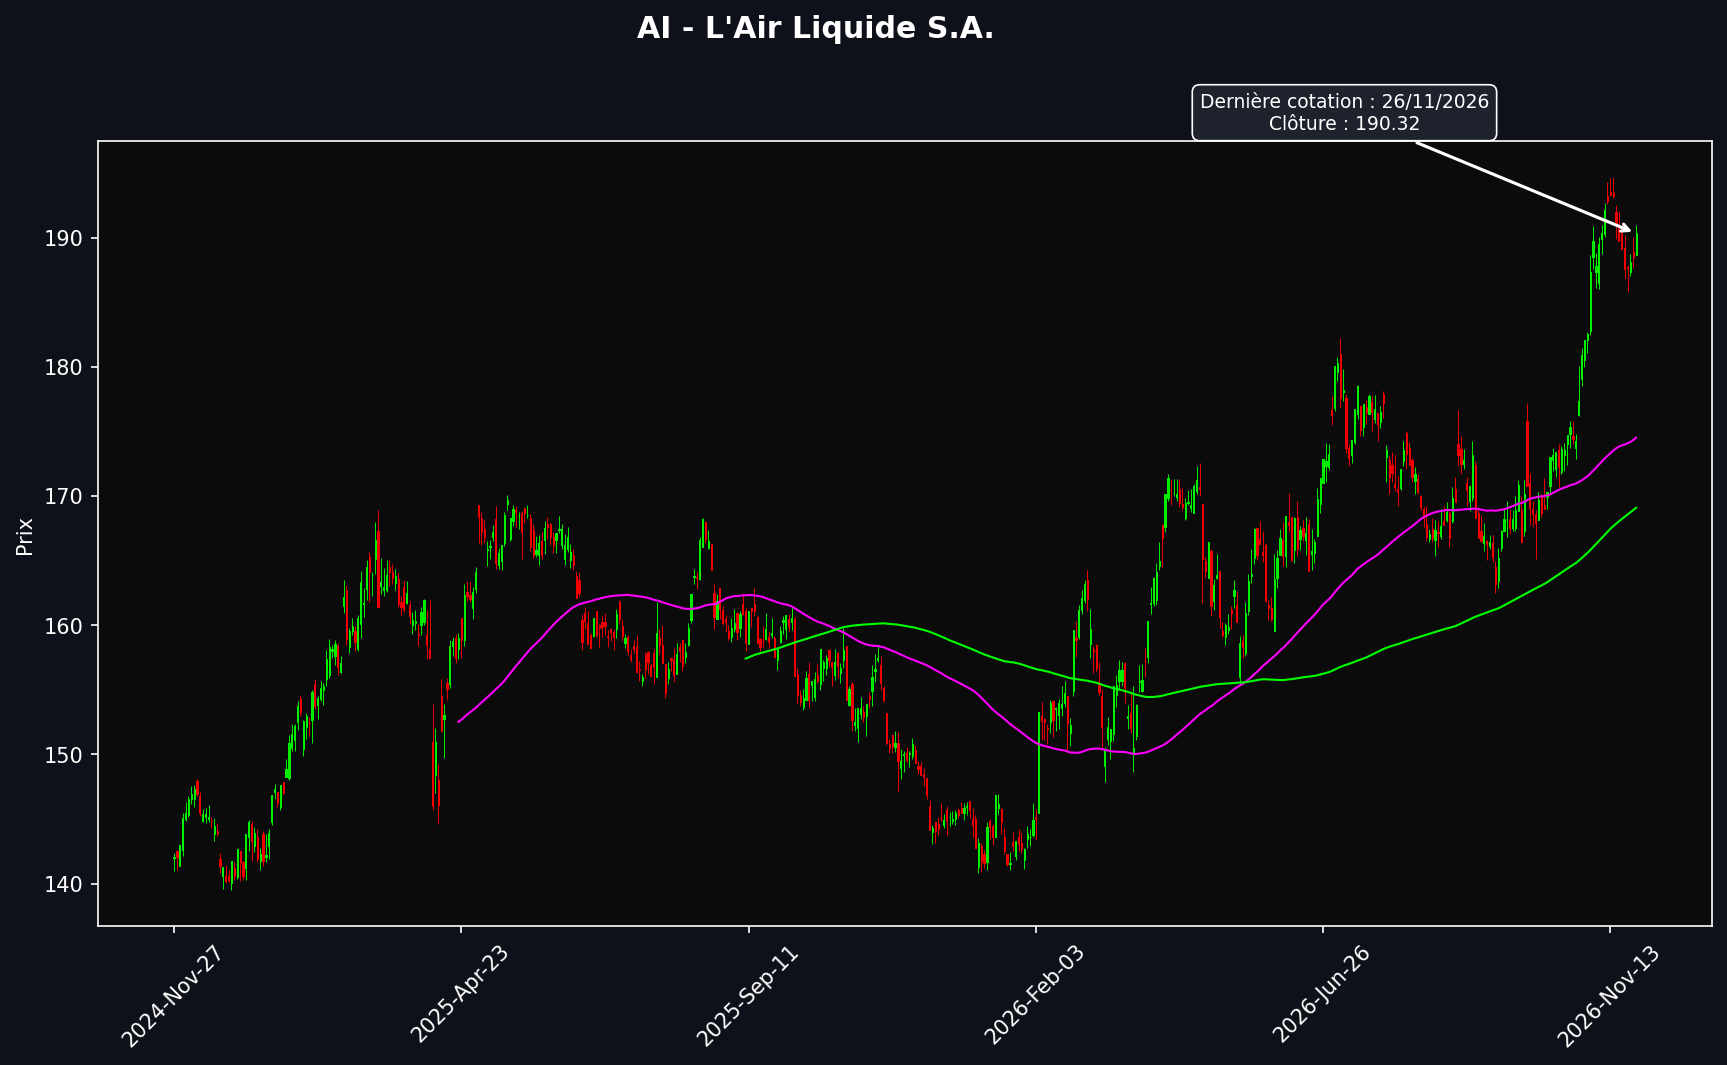 AI - L'Air Liquide S.A.
Dernière cotation : 26/11/2026
Clôture : 190.32
Prix
190
180
170
160
150
140
2024-Nov-27
2025-Apr-23
2025-Sep-11
2026-Feb-03
2026-Jun-26
2026-Nov-13